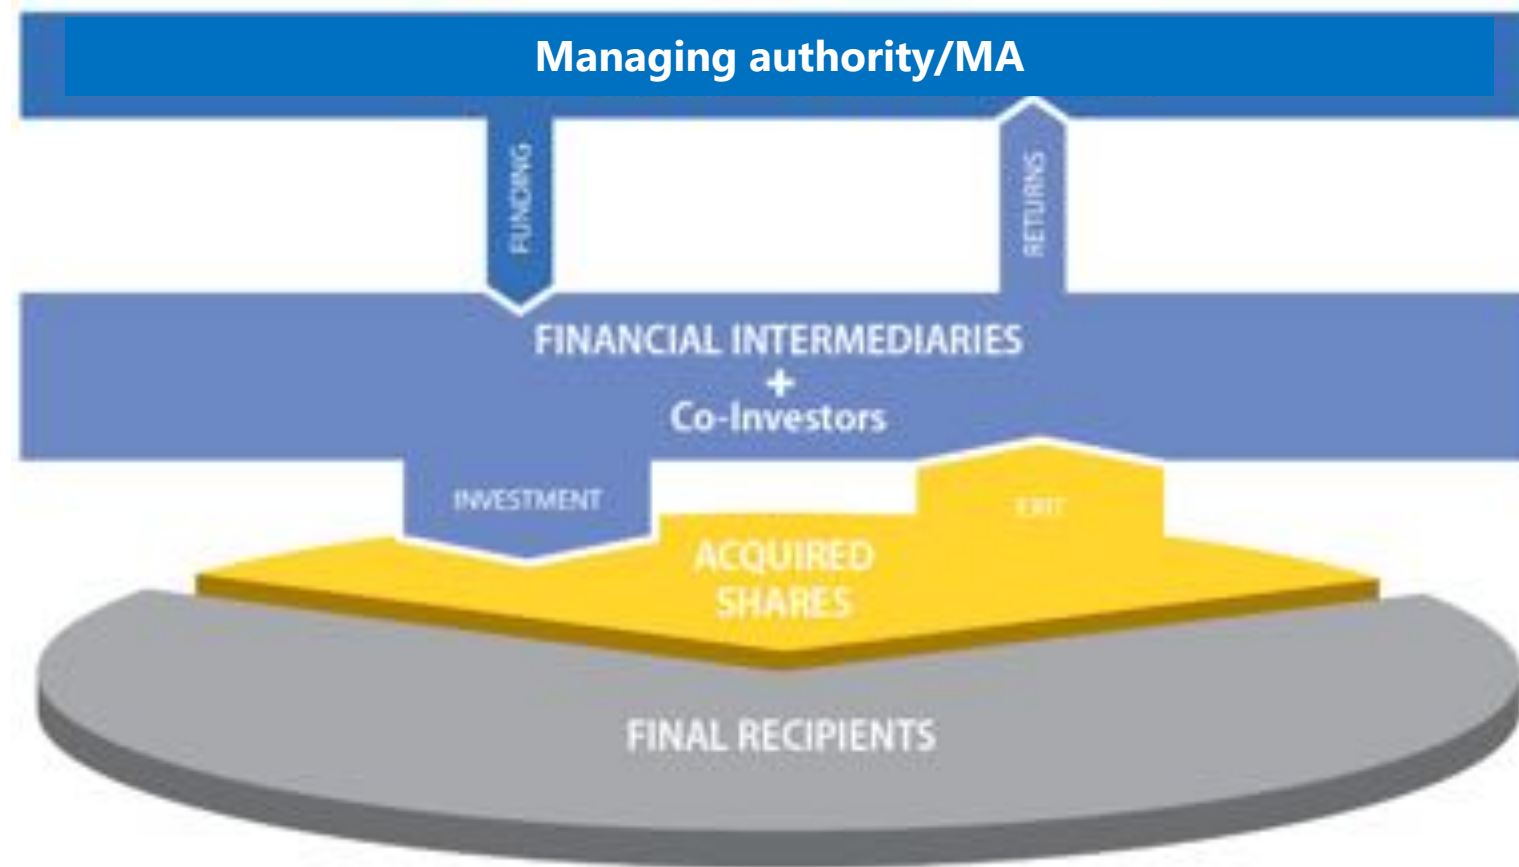 Managing authority/MA
FUNDING
RETURNS
FINANCIAL INTERMEDIARIES
+
Co-Investors
INVESTMENT
EXIT
ACQUIRED
SHARES
FINAL RECIPIENTS